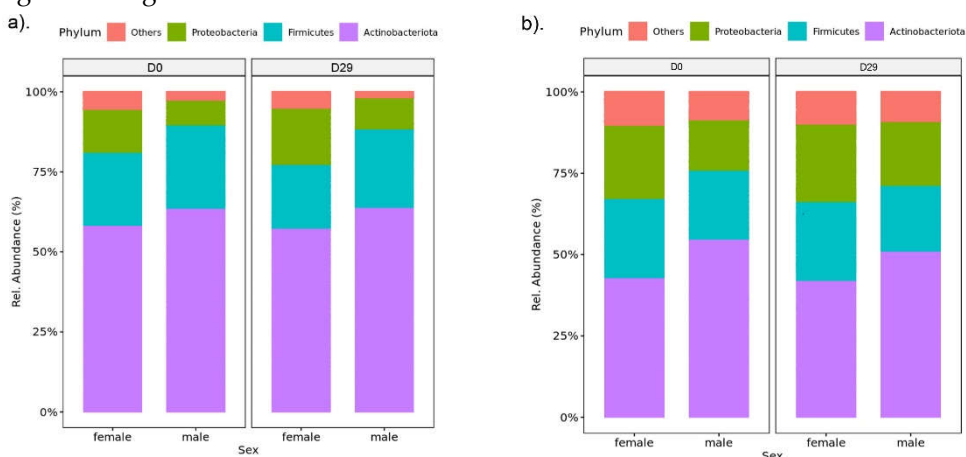 a).
Phylum Others Proteobacteria Firmicutes Actinobacteriota
D0 D29
100%
75%
50%
25%
0%
Rel. Abundance (%)
female male female male
Sex
b).
Phylum Others Proteobacteria Firmicutes Actinobacteriota
D0 D29
100%
75%
50%
25%
0%
Rel. Abundance (%)
female male female male
Sex